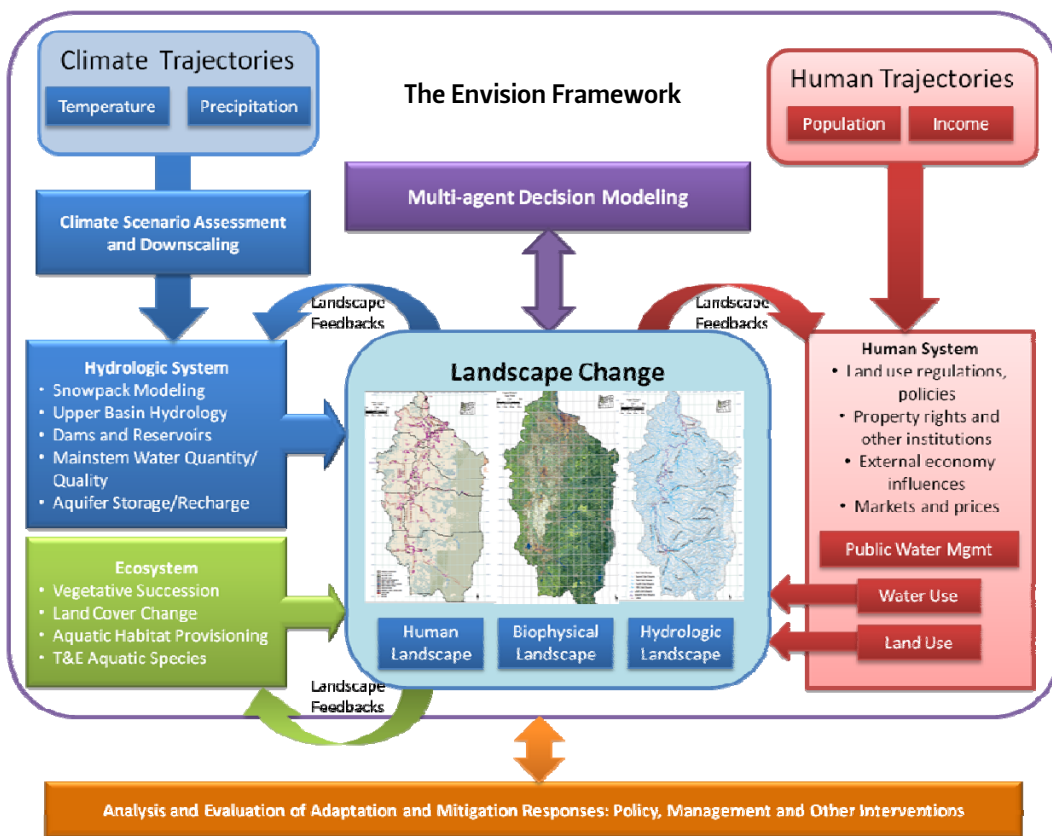 Climate Trajectories
Temperature
Precipitation
The Envision Framework
Human Trajectories
Population
Income
Climate Scenario Assessment
and Downscaling
Multi-agent Decision Modeling
Landscape
Feedbacks
Landscape
Feedbacks
Hydrologic System
• Snowpack Modeling
• Upper Basin Hydrology
• Dams and Reservoirs
• Mainstem Water Quantity/
Quality
• Aquifer Storage/Recharge
Landscape Change
Human
Landscape
Biophysical
Landscape
Hydrologic
Landscape
Human System
• Land use regulations,
policies
• Property rights and
other institutions
• External economy
influences
• Markets and prices
Public Water Mgmt
Water Use
Land Use
Ecosystem
• Vegetative Succession
• Land Cover Change
• Aquatic Habitat Provisioning
• T&E Aquatic Species
Landscape
Feedbacks
Analysis and Evaluation of Adaptation and Mitigation Responses: Policy, Management and Other Interventions